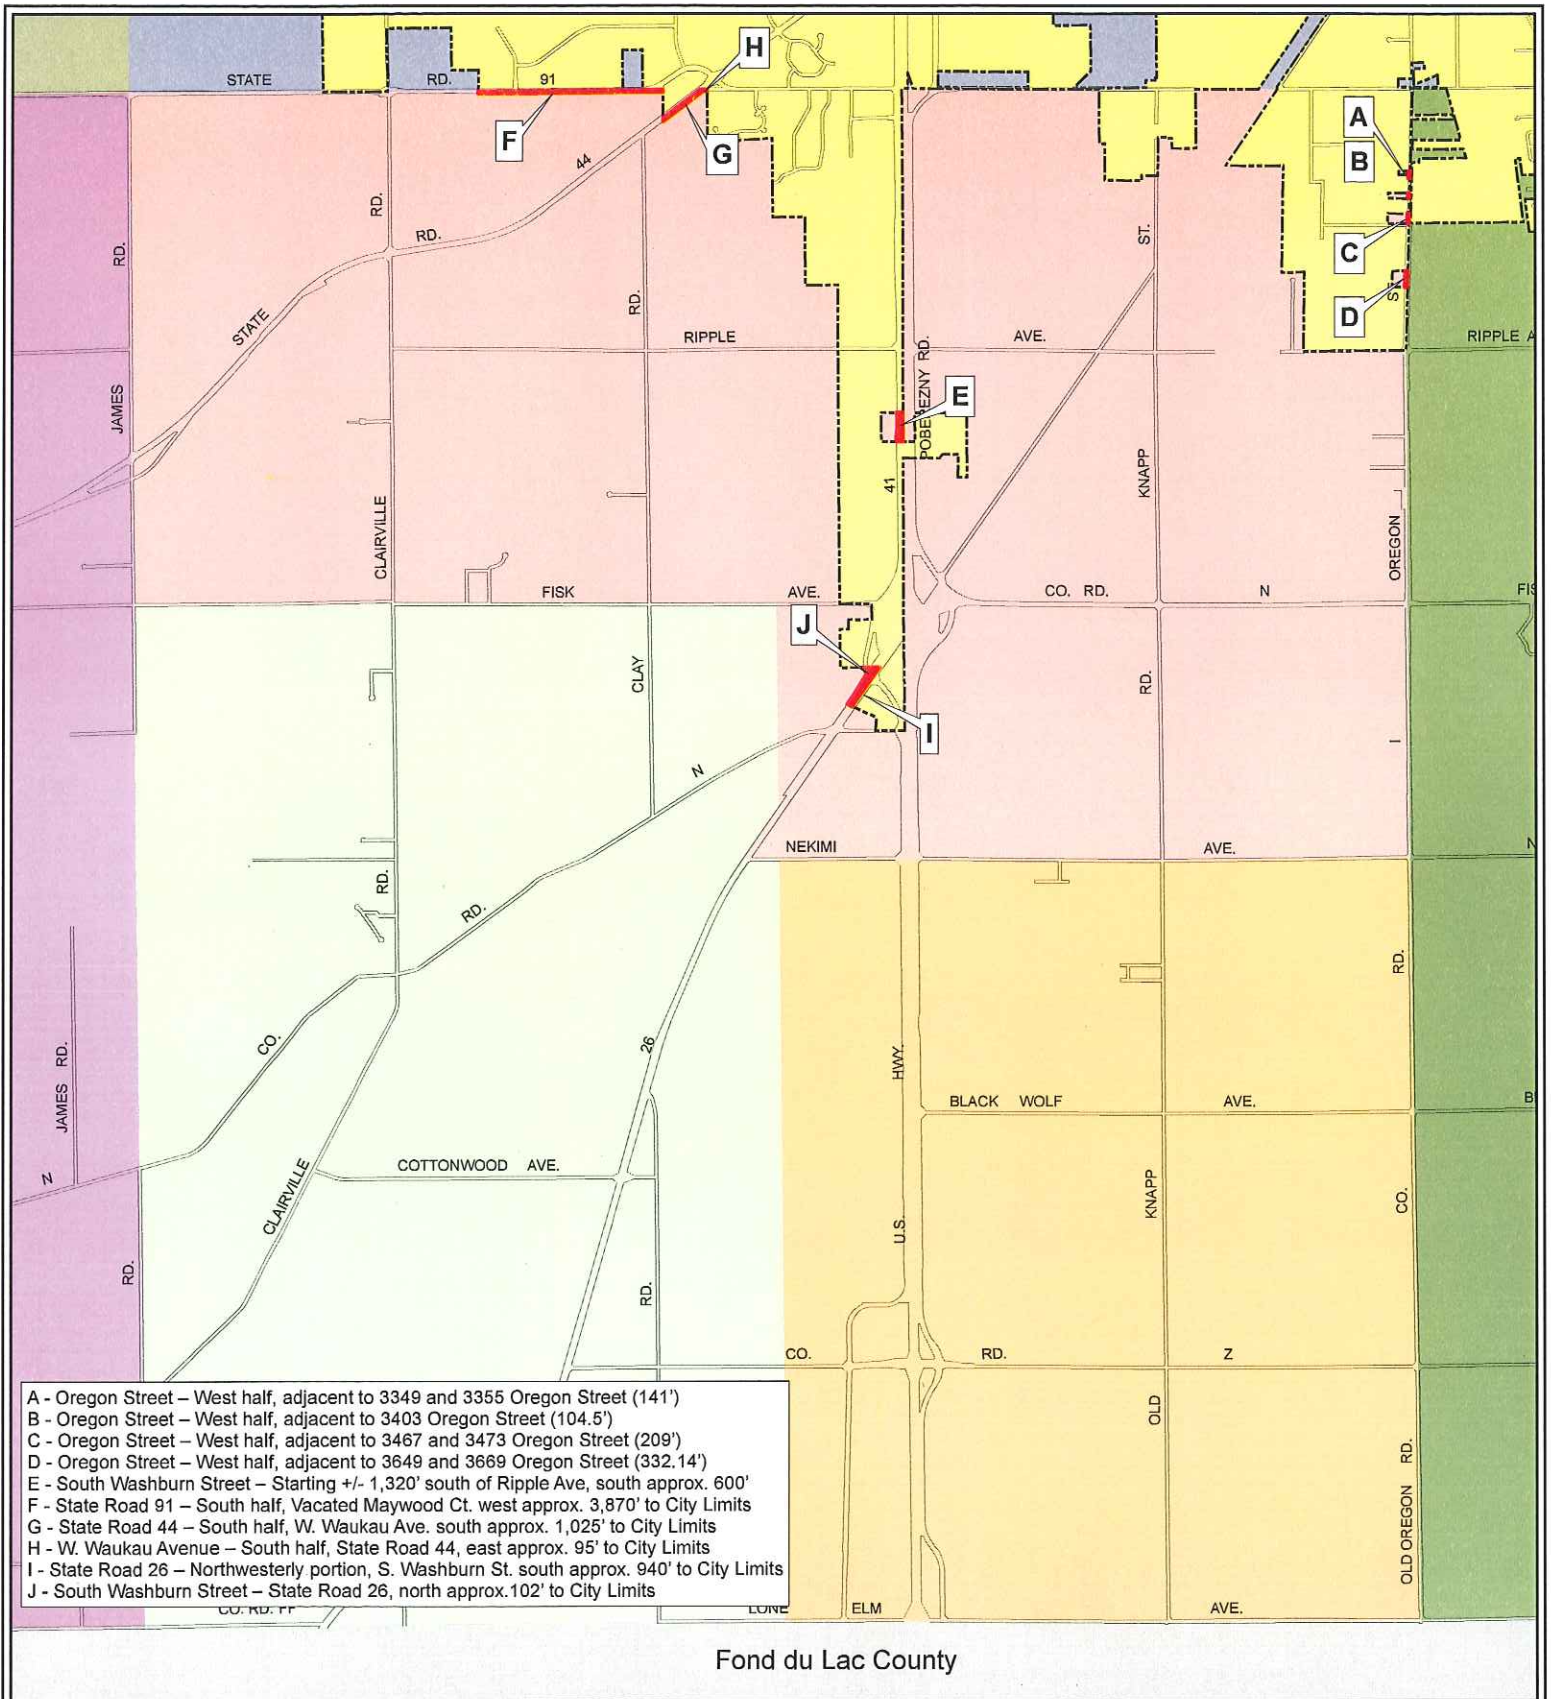 H
STATE RD. 91
A
F
G
B
44
RD.
RD.
ST.
C
RD.
RD.
S
D
STATE
RIPPLE
AVE.
RIPPLE A
POBEREZNY RD.
E
JAMES
41
KNAPP
CLAIRVILLE
OREGON
FISK AVE.
CO. RD. N
FIS
J
CLAY
RD.
I
I
N
NEKIMI AVE.
N
RD.
RD.
RD.
26
CO.
HWY.
JAMES RD.
BLACK WOLF AVE.
B
COTTONWOOD AVE.
N
CLAIRVILLE
KNAPP
CO.
U.S.
RD.
RD.
CO. RD. Z
A - Oregon Street – West half, adjacent to 3349 and 3355 Oregon Street (141')
B - Oregon Street – West half, adjacent to 3403 Oregon Street (104.5')
C - Oregon Street – West half, adjacent to 3467 and 3473 Oregon Street (209')
D - Oregon Street – West half, adjacent to 3649 and 3669 Oregon Street (332.14')
E - South Washburn Street – Starting +/- 1,320' south of Ripple Ave, south approx. 600'
F - State Road 91 – South half, Vacated Maywood Ct. west approx. 3,870' to City Limits
G - State Road 44 – South half, W. Waukau Ave. south approx. 1,025' to City Limits
H - W. Waukau Avenue – South half, State Road 44, east approx. 95' to City Limits
I - State Road 26 – Northwesterly portion, S. Washburn St. south approx. 940' to City Limits
J - South Washburn Street – State Road 26, north approx.102' to City Limits
OLD
RD.
OLD OREGON
CO. RD. FF
LONE ELM AVE.
Fond du Lac County